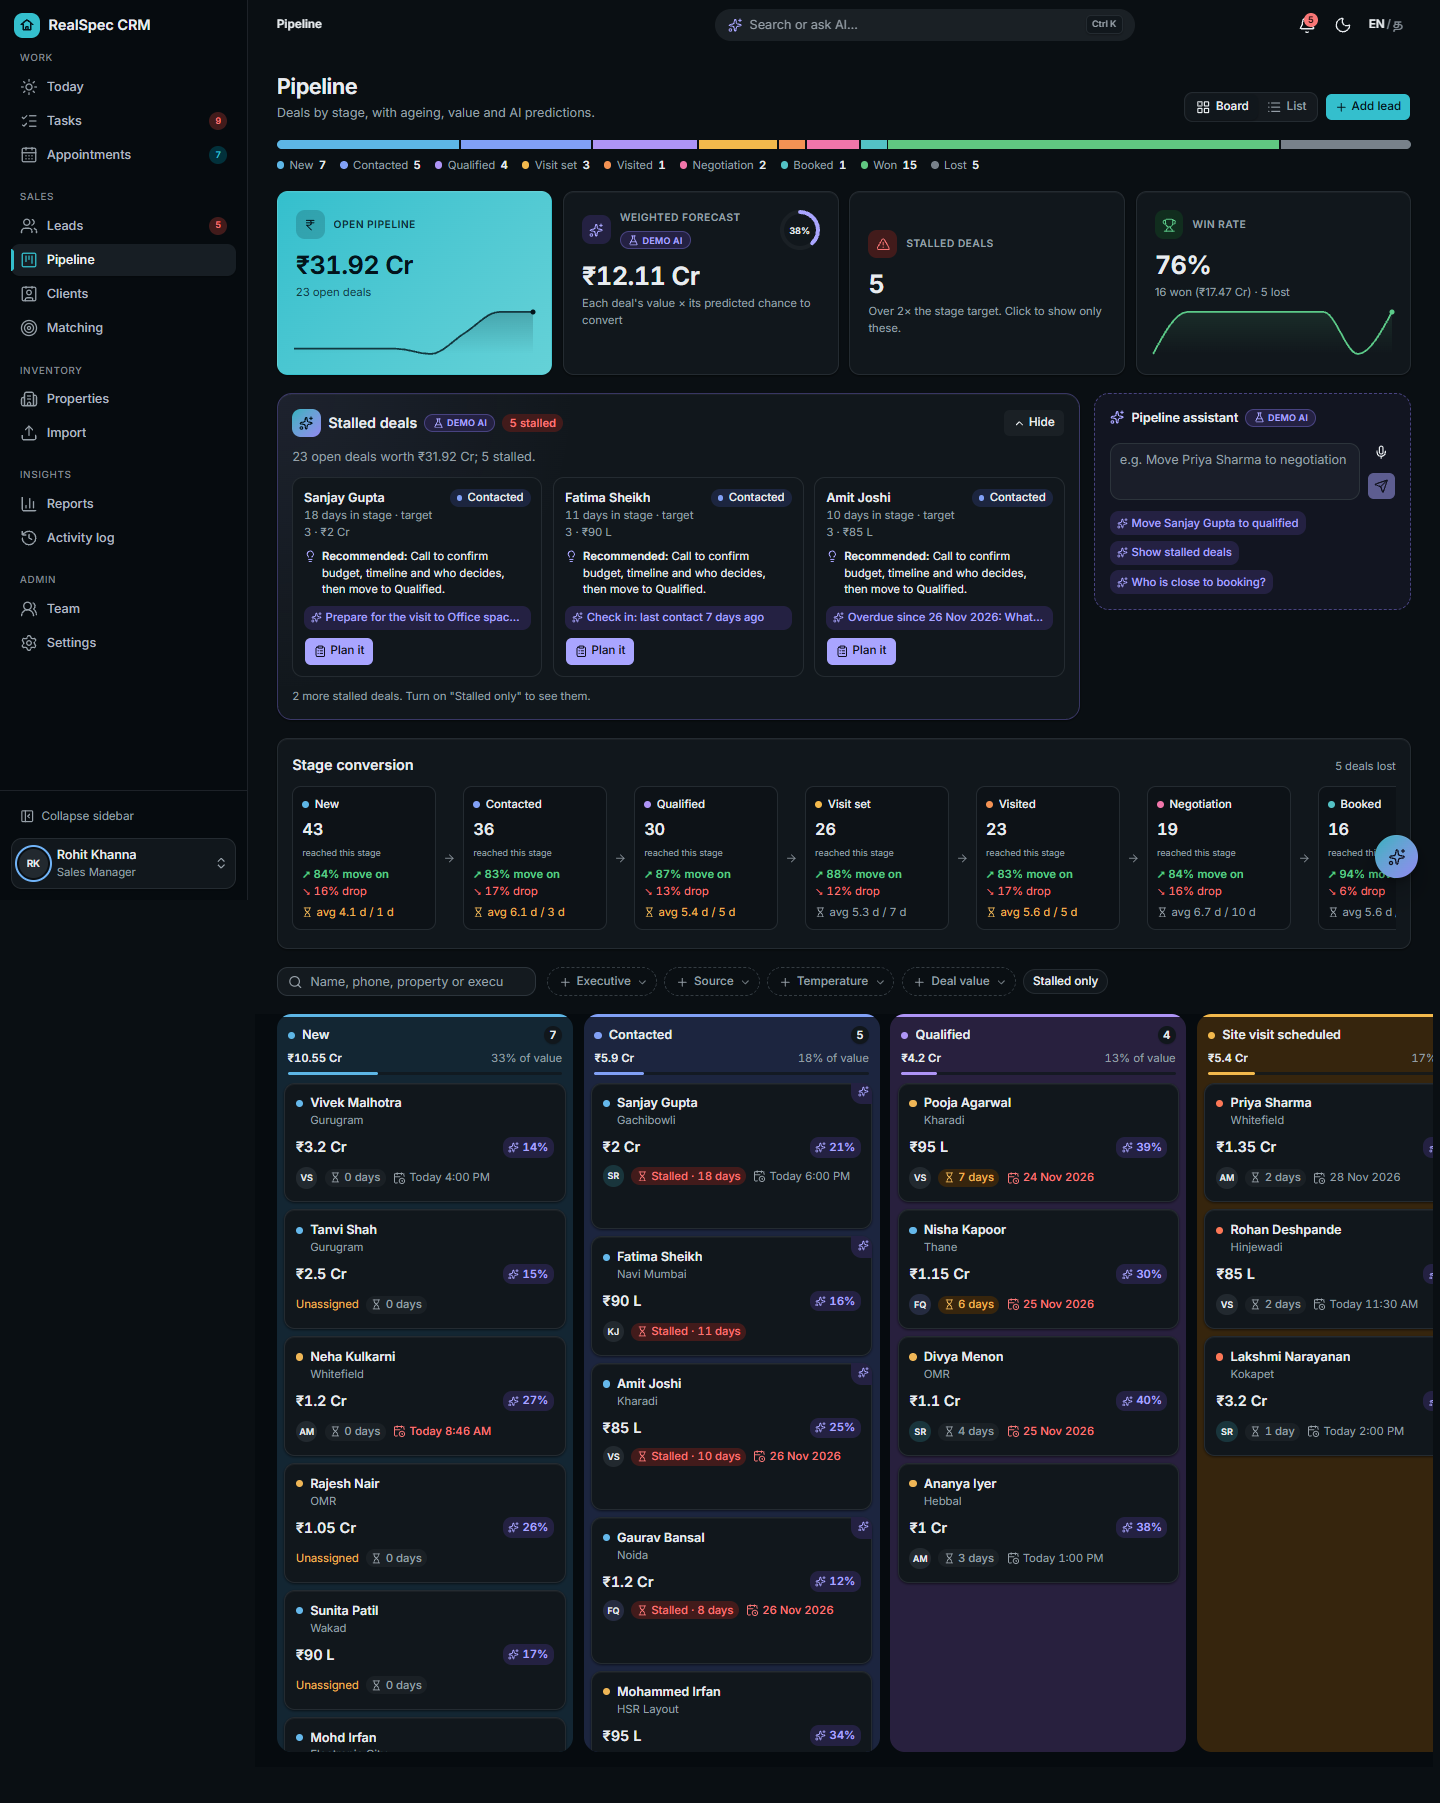 RealSpec CRM
WORK
Today
Tasks 9
Appointments 7
SALES
Leads 5
Pipeline
Clients
Matching
INVENTORY
Properties
Import
INSIGHTS
Reports
Activity log
ADMIN
Team
Settings
Collapse sidebar
RK
Rohit Khanna
Sales Manager
Pipeline
Search or ask AI...
Ctrl K
5
EN / த
Pipeline
Deals by stage, with ageing, value and AI predictions.
Board
List
Add lead
New 7
Contacted 5
Qualified 4
Visit set 3
Visited 1
Negotiation 2
Booked 1
Won 15
Lost 5
₹ OPEN PIPELINE
₹31.92 Cr
23 open deals
WEIGHTED FORECAST
DEMO AI
38%
₹12.11 Cr
Each deal's value × its predicted chance to
convert
STALLED DEALS
5
Over 2× the stage target. Click to show only
these.
WIN RATE
76%
16 won (₹17.47 Cr) · 5 lost
Stalled deals
DEMO AI
5 stalled
Hide
23 open deals worth ₹31.92 Cr; 5 stalled.
Sanjay Gupta
Contacted
18 days in stage · target
3 · ₹2 Cr
Recommended: Call to confirm
budget, timeline and who decides,
then move to Qualified.
Prepare for the visit to Office spac...
Plan it
Fatima Sheikh
Contacted
11 days in stage · target
3 · ₹90 L
Recommended: Call to confirm
budget, timeline and who decides,
then move to Qualified.
Check in: last contact 7 days ago
Plan it
Amit Joshi
Contacted
10 days in stage · target
3 · ₹85 L
Recommended: Call to confirm
budget, timeline and who decides,
then move to Qualified.
Overdue since 26 Nov 2026: What...
Plan it
2 more stalled deals. Turn on "Stalled only" to see them.
Pipeline assistant
DEMO AI
e.g. Move Priya Sharma to negotiation
Move Sanjay Gupta to qualified
Show stalled deals
Who is close to booking?
Stage conversion
5 deals lost
New
43
reached this stage
↗ 84% move on
↘ 16% drop
avg 4.1 d / 1 d
→
Contacted
36
reached this stage
↗ 83% move on
↘ 17% drop
avg 6.1 d / 3 d
→
Qualified
30
reached this stage
↗ 87% move on
↘ 13% drop
avg 5.4 d / 5 d
→
Visit set
26
reached this stage
↗ 88% move on
↘ 12% drop
avg 5.3 d / 7 d
→
Visited
23
reached this stage
↗ 83% move on
↘ 17% drop
avg 5.6 d / 5 d
→
Negotiation
19
reached this stage
↗ 84% move on
↘ 16% drop
avg 6.7 d / 10 d
→
Booked
16
reached
↗ 94%
↘ 6% drop
avg 5.6 d
Name, phone, property or execu
Executive
Source
Temperature
Deal value
Stalled only
New 7
₹10.55 Cr 33% of value
Vivek Malhotra
Gurugram
₹3.2 Cr 14%
VS 0 days Today 4:00 PM
Tanvi Shah
Gurugram
₹2.5 Cr 15%
Unassigned 0 days
Neha Kulkarni
Whitefield
₹1.2 Cr 27%
AM 0 days Today 8:46 AM
Rajesh Nair
OMR
₹1.05 Cr 26%
Unassigned 0 days
Sunita Patil
Wakad
₹90 L 17%
Unassigned 0 days
Mohd Irfan
Contacted 5
₹5.9 Cr 18% of value
Sanjay Gupta
Gachibowli
₹2 Cr 21%
SR Stalled · 18 days Today 6:00 PM
Fatima Sheikh
Navi Mumbai
₹90 L 16%
KJ Stalled · 11 days
Amit Joshi
Kharadi
₹85 L 25%
VS Stalled · 10 days 26 Nov 2026
Gaurav Bansal
Noida
₹1.2 Cr 12%
FQ Stalled · 8 days 26 Nov 2026
Mohammed Irfan
HSR Layout
₹95 L 34%
Qualified 4
₹4.2 Cr 13% of value
Pooja Agarwal
Kharadi
₹95 L 39%
VS 7 days 24 Nov 2026
Nisha Kapoor
Thane
₹1.15 Cr 30%
FQ 6 days 25 Nov 2026
Divya Menon
OMR
₹1.1 Cr 40%
SR 4 days 25 Nov 2026
Ananya Iyer
Hebbal
₹1 Cr 38%
AM 3 days Today 1:00 PM
Site visit scheduled
₹5.4 Cr 17%
Priya Sharma
Whitefield
₹1.35 Cr
AM 2 days 28 Nov 2026
Rohan Deshpande
Hinjewadi
₹85 L
VS 2 days Today 11:30 AM
Lakshmi Narayanan
Kokapet
₹3.2 Cr
SR 1 day Today 2:00 PM